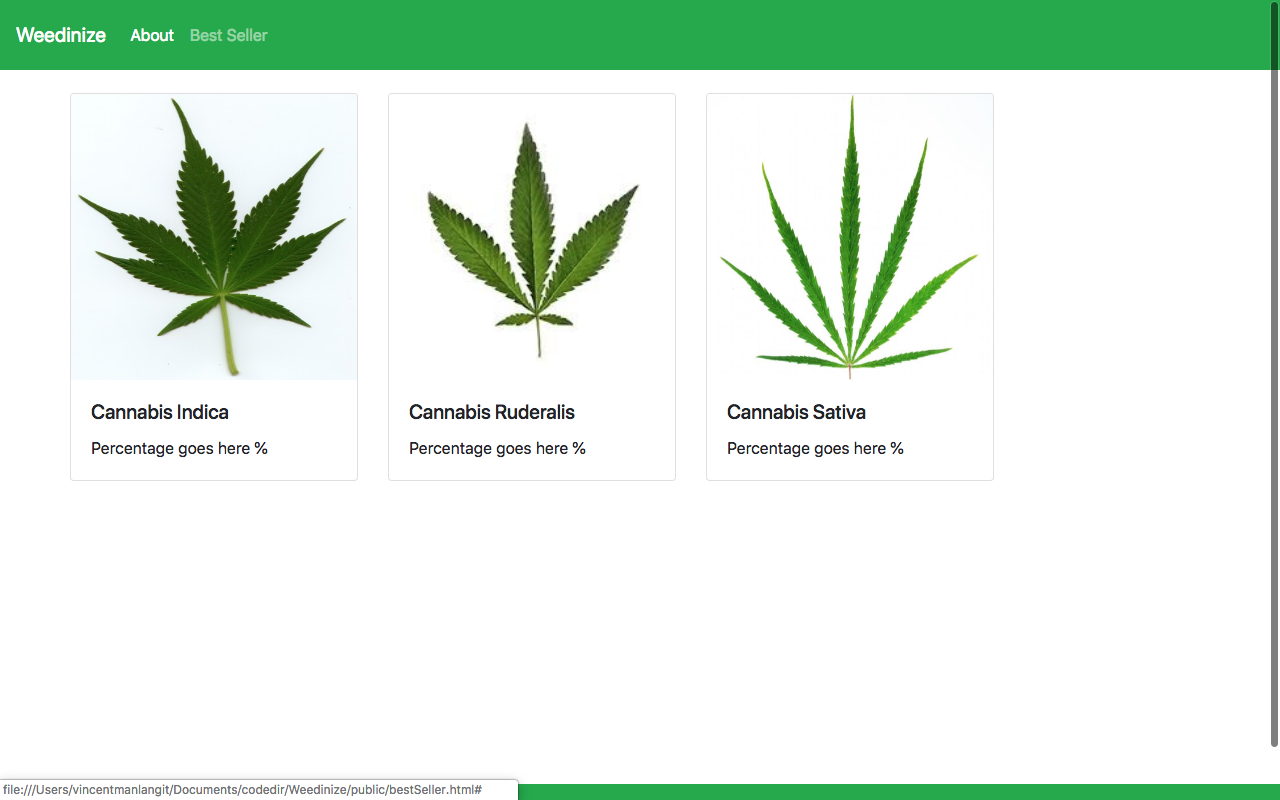 Weedinize About Best Seller
Cannabis Indica
Percentage goes here %
Cannabis Ruderalis
Percentage goes here %
Cannabis Sativa
Percentage goes here %
file:///Users/vincentmanlangit/Documents/codedir/Weedinize/public/bestSeller.html#